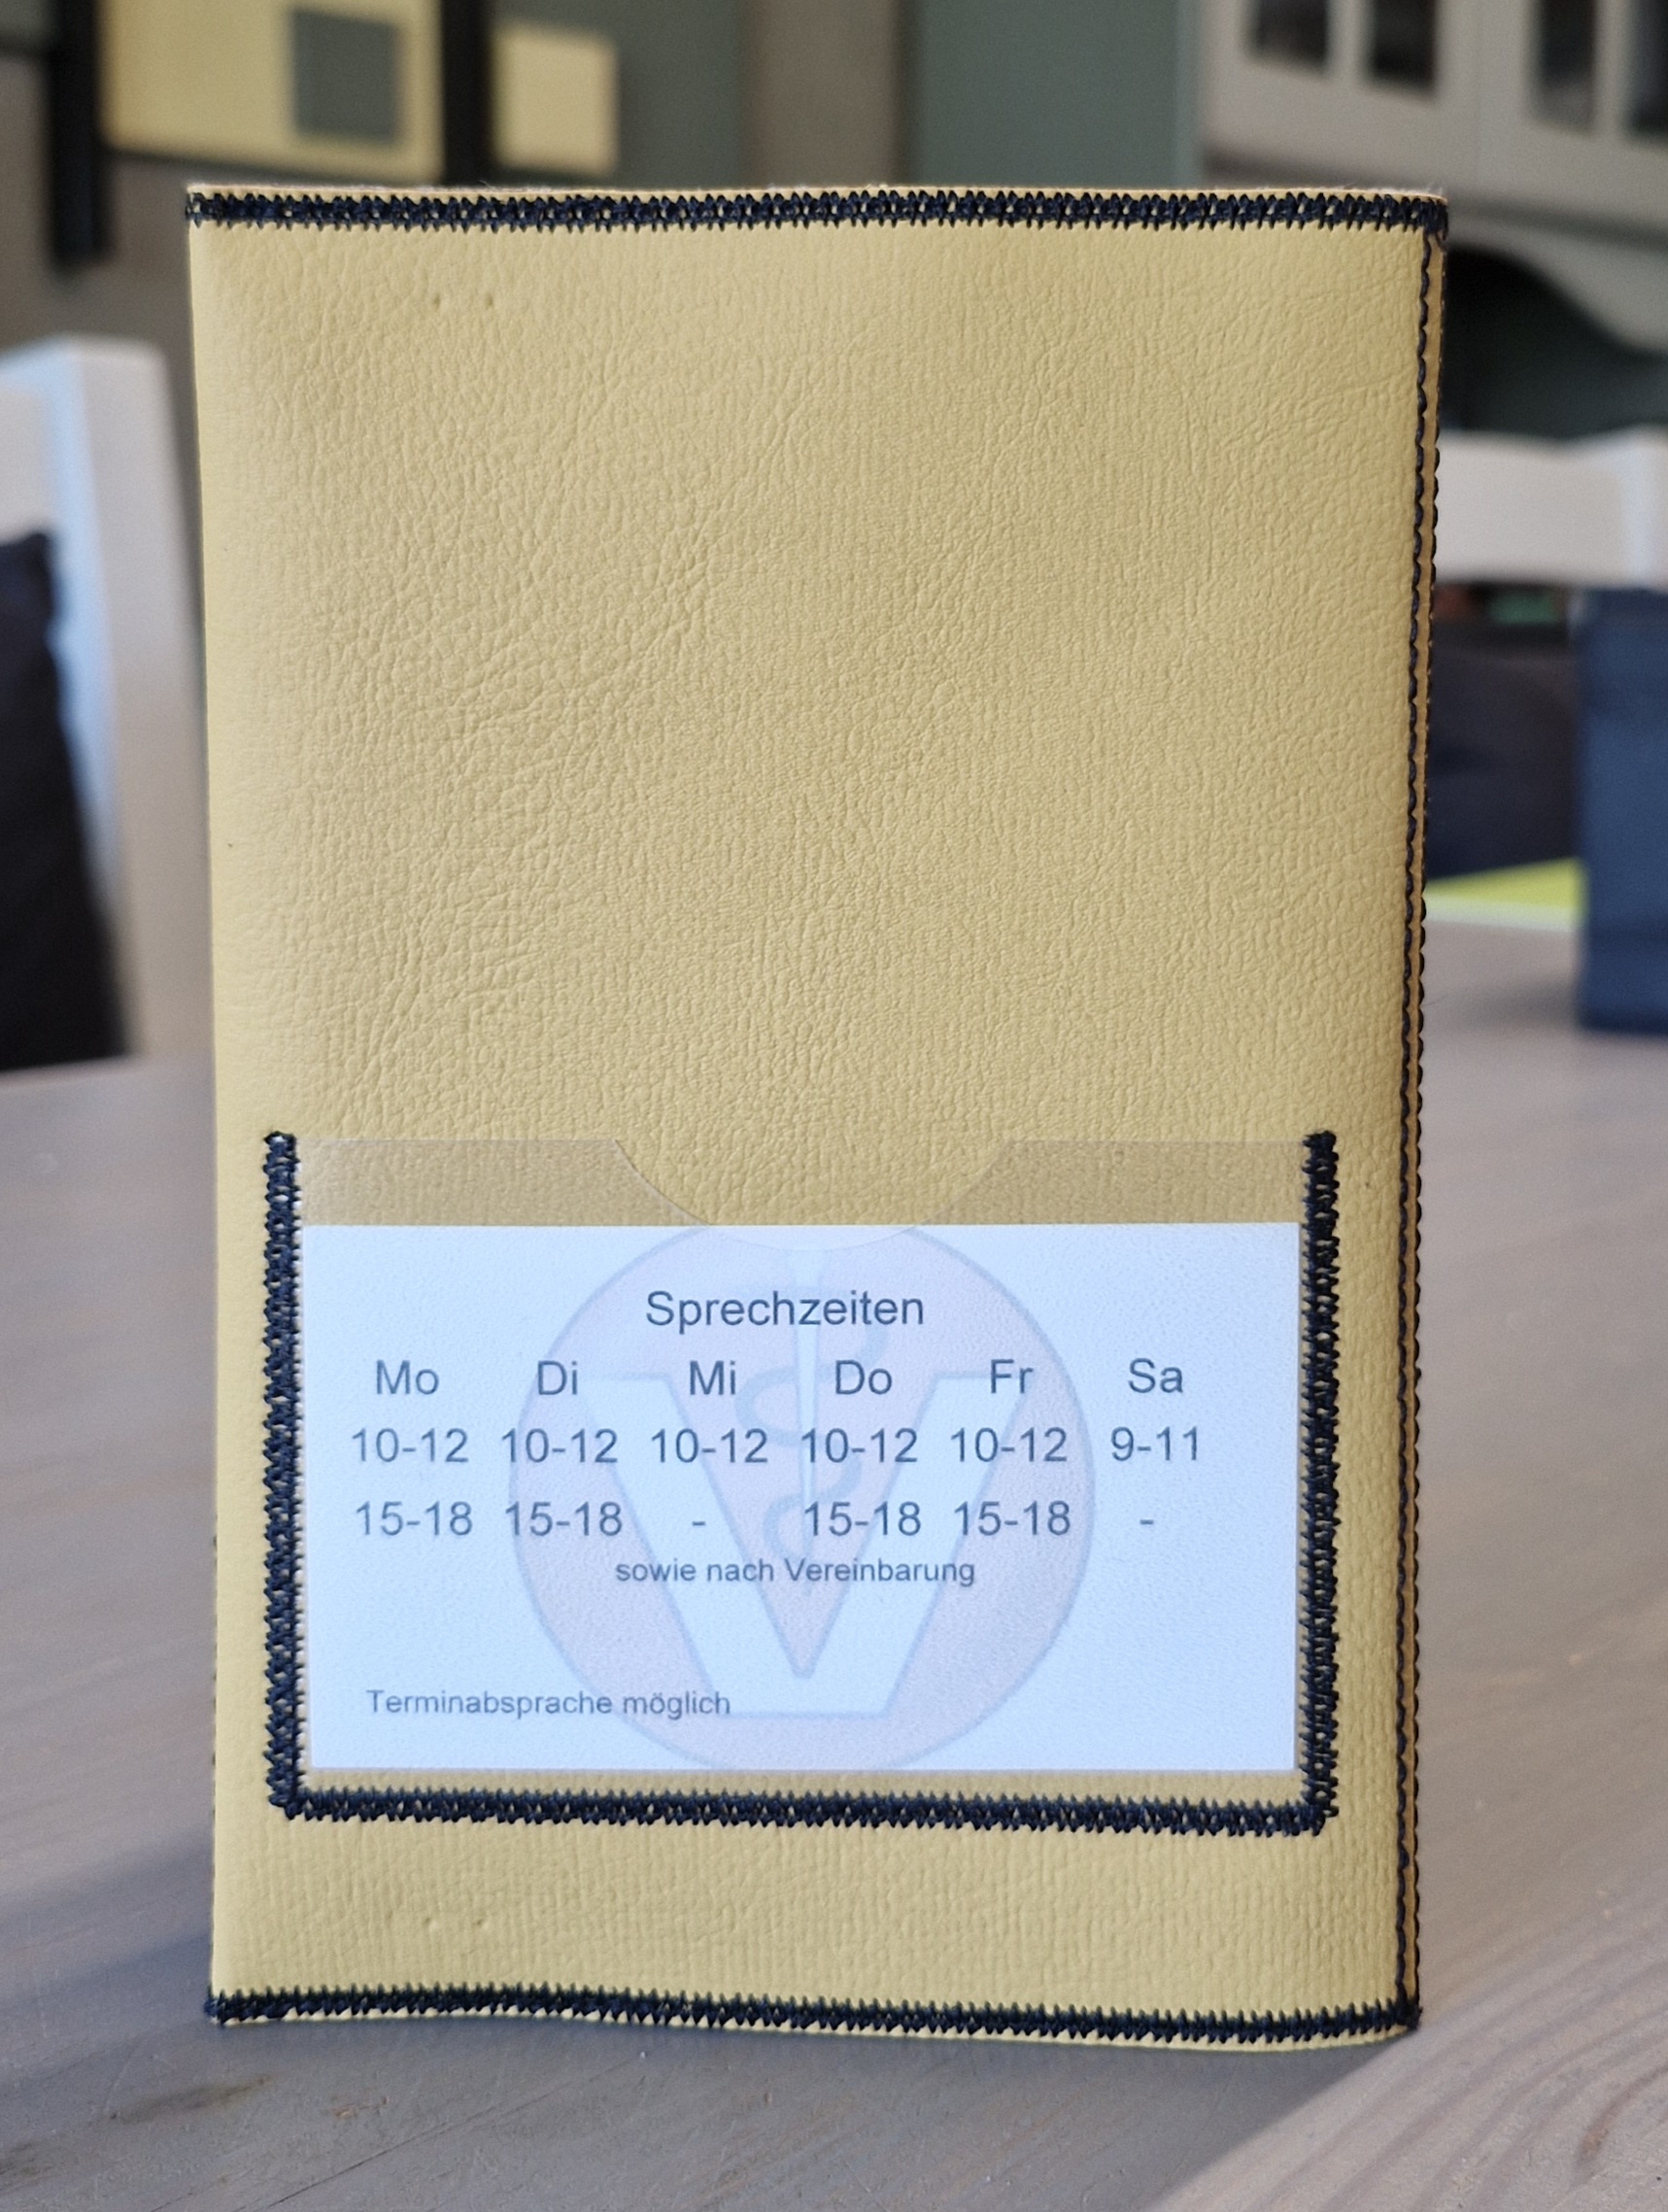 Sprechzeiten
Mo Di Mi Do Fr Sa
10-12 10-12 10-12 10-12 10-12 9-11
15-18 15-18 - 15-18 15-18 -
sowie nach Vereinbarung
Terminabsprache möglich